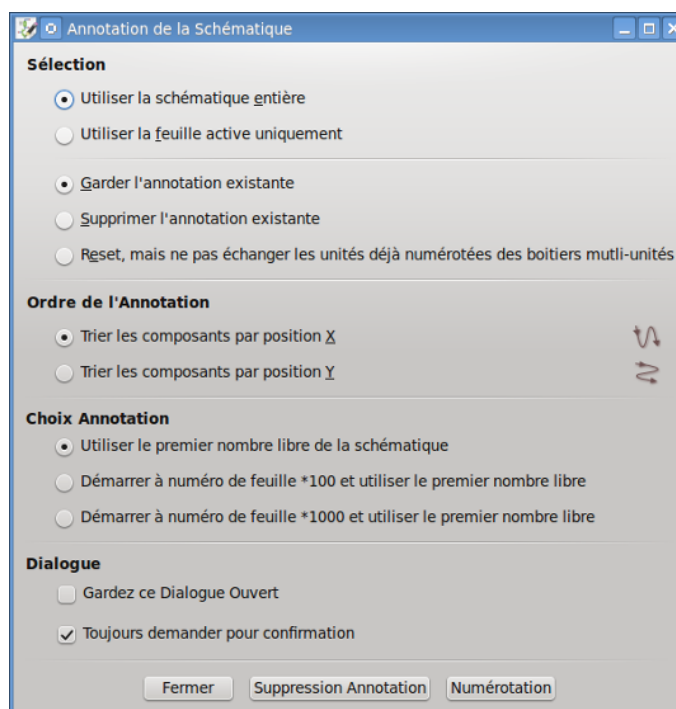 Annotation de la Schématique
Sélection
Utiliser la schématique entière
Utiliser la feuille active uniquement
Garder l'annotation existante
Supprimer l'annotation existante
Reset, mais ne pas échanger les unités déjà numérotées des boitiers mutli-unités
Ordre de l'Annotation
Trier les composants par position X
Trier les composants par position Y
Choix Annotation
Utiliser le premier nombre libre de la schématique
Démarrer à numéro de feuille *100 et utiliser le premier nombre libre
Démarrer à numéro de feuille *1000 et utiliser le premier nombre libre
Dialogue
Gardez ce Dialogue Ouvert
Toujours demander pour confirmation
Fermer Suppression Annotation Numérotation